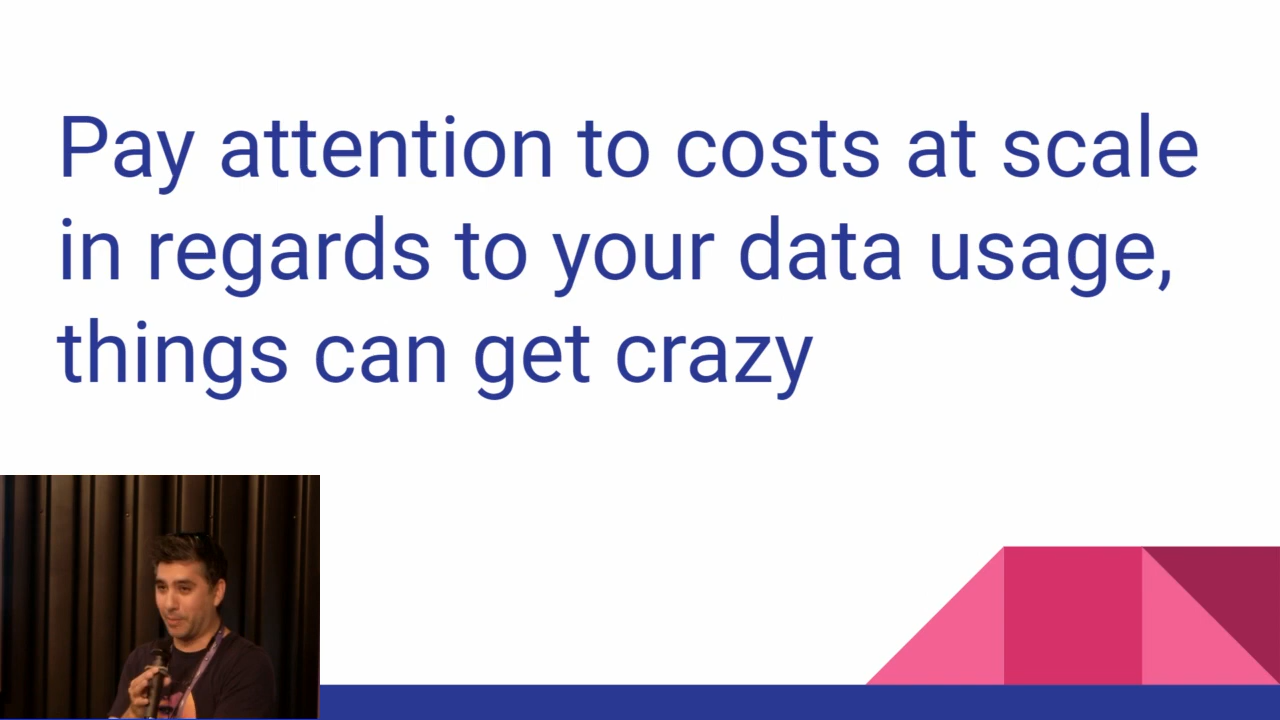 Pay attention to costs at scale
in regards to your data usage,
things can get crazy